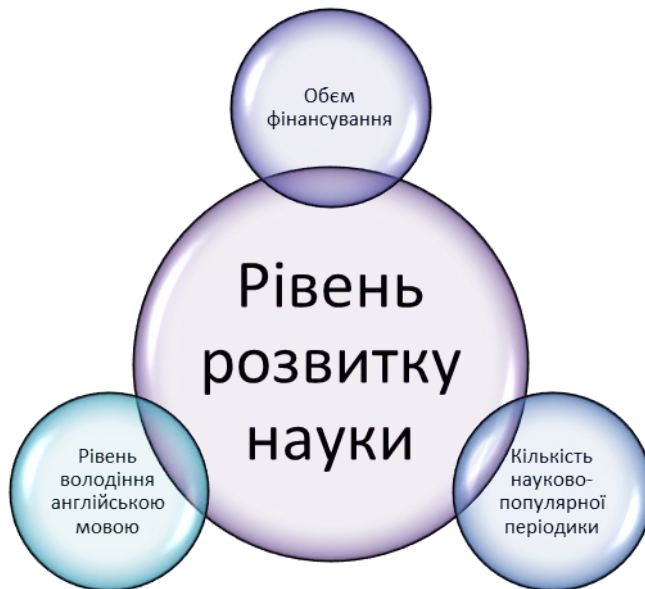 Обєм
фінансування
Рівень
розвитку
науки
Рівень
володіння
англійською
мовою
Кількість
науково-
популярної
періодики